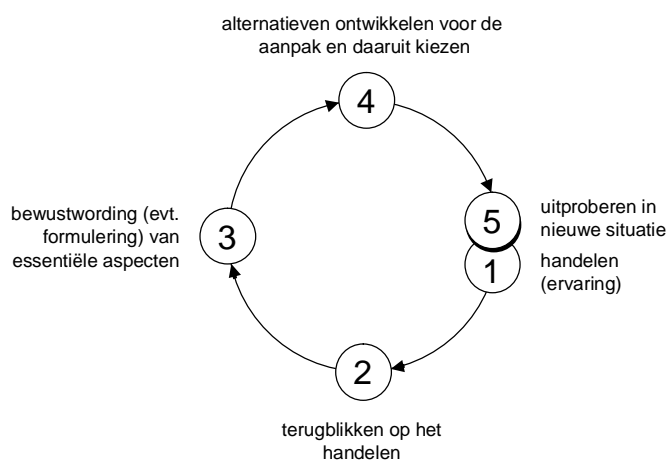 alternatieven ontwikkelen voor de
aanpak en daaruit kiezen
4
bewustwording (evt.
formulering) van
essentiële aspecten
3
5
uitproberen in
nieuwe situatie
1
handelen
(ervaring)
2
terugblikken op het
handelen